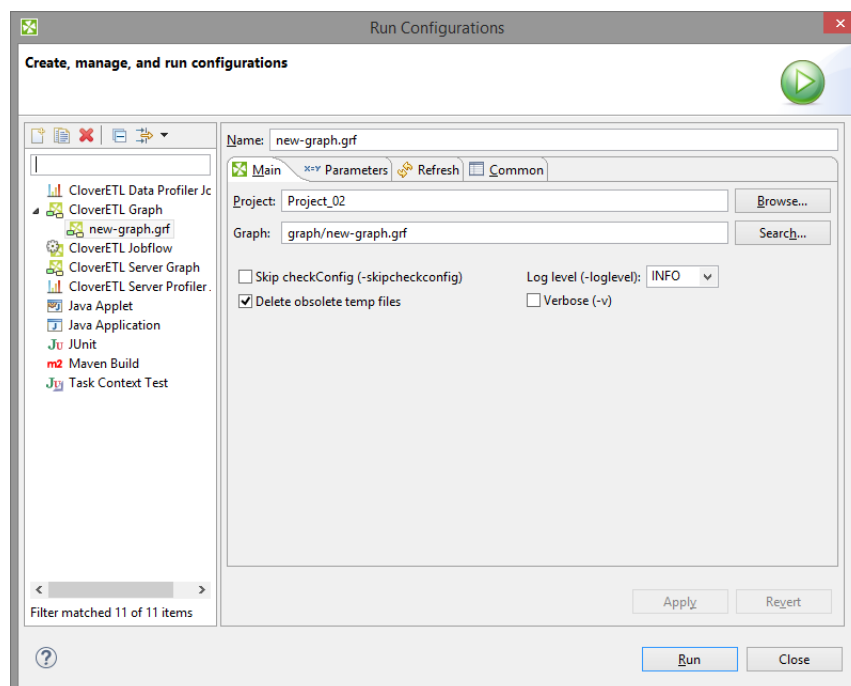 Run Configurations
Create, manage, and run configurations
Name: new-graph.grf
Main
x=y Parameters
Refresh
Common
CloverETL Data Profiler Jc
CloverETL Graph
new-graph.grf
CloverETL Jobflow
CloverETL Server Graph
CloverETL Server Profiler.
Java Applet
Java Application
Ju JUnit
m2 Maven Build
Task Context Test
Filter matched 11 of 11 items
Project: Project_02 Browse...
Graph: graph/new-graph.grf Search...
Skip checkConfig (-skipcheckconfig) Log level (-loglevel): INFO
Delete obsolete temp files Verbose (-v)
Apply Revert
? Run Close